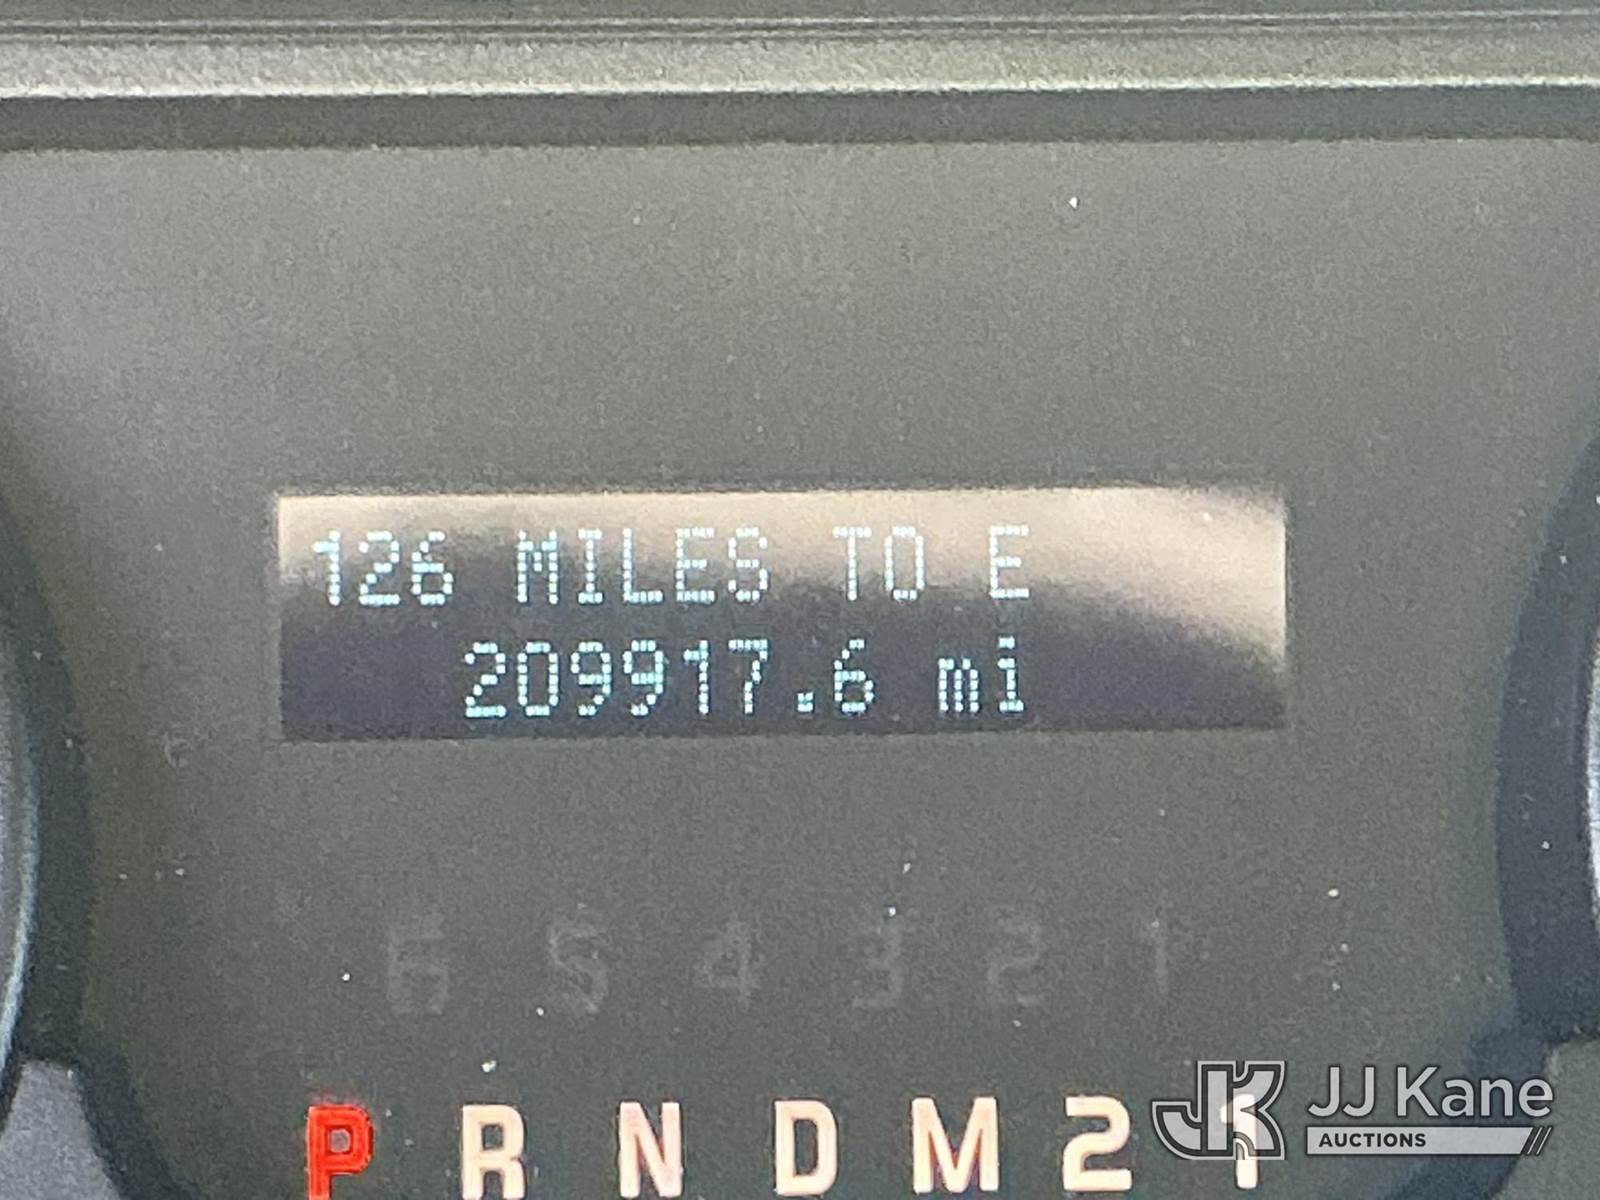 126 MILES TO E
209917.6 mi
6 5 4 3 2 1
P R N D M 2 1
JJ Kane
AUCTIONS